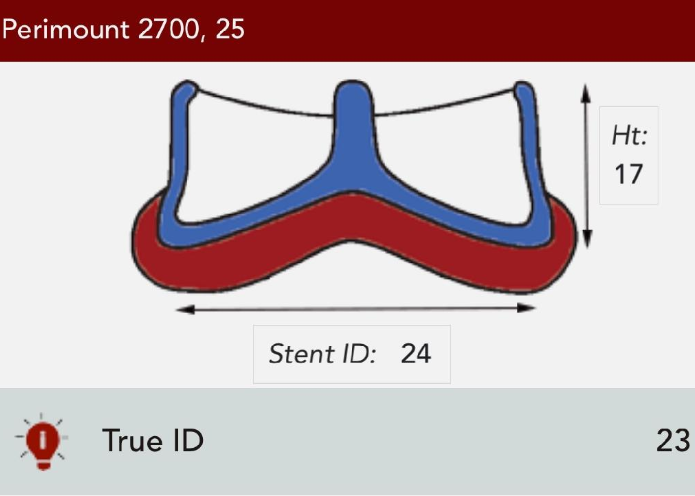 Perimount 2700, 25
Ht:
17
Stent ID: 24
True ID 23